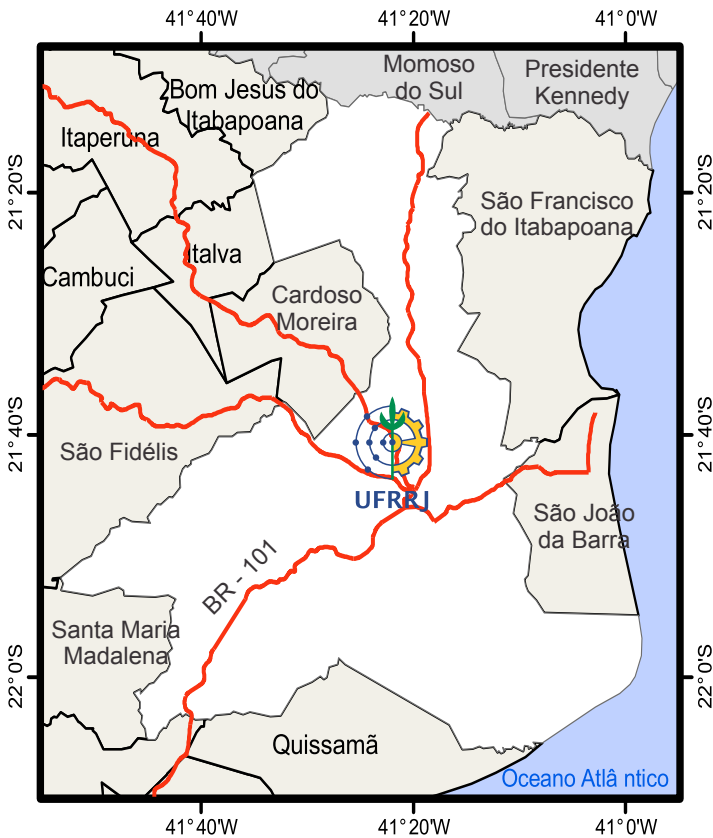 41°40'W
41°20'W
41°0'W
Momoso
do Sul
Presidente
Kennedy
Bom Jesus do
Itabapoana
Itaperuna
21°20'S
21°20'S
São Francisco
do Itabapoana
Italva
Cambuci
Cardoso
Moreira
21°40'S
21°40'S
São Fidélis
UFRRJ
São João
da Barra
BR - 101
Santa Maria
Madalena
22°0'S
22°0'S
Quissamã
Oceano Atlâ ntico
41°40'W
41°20'W
41°0'W